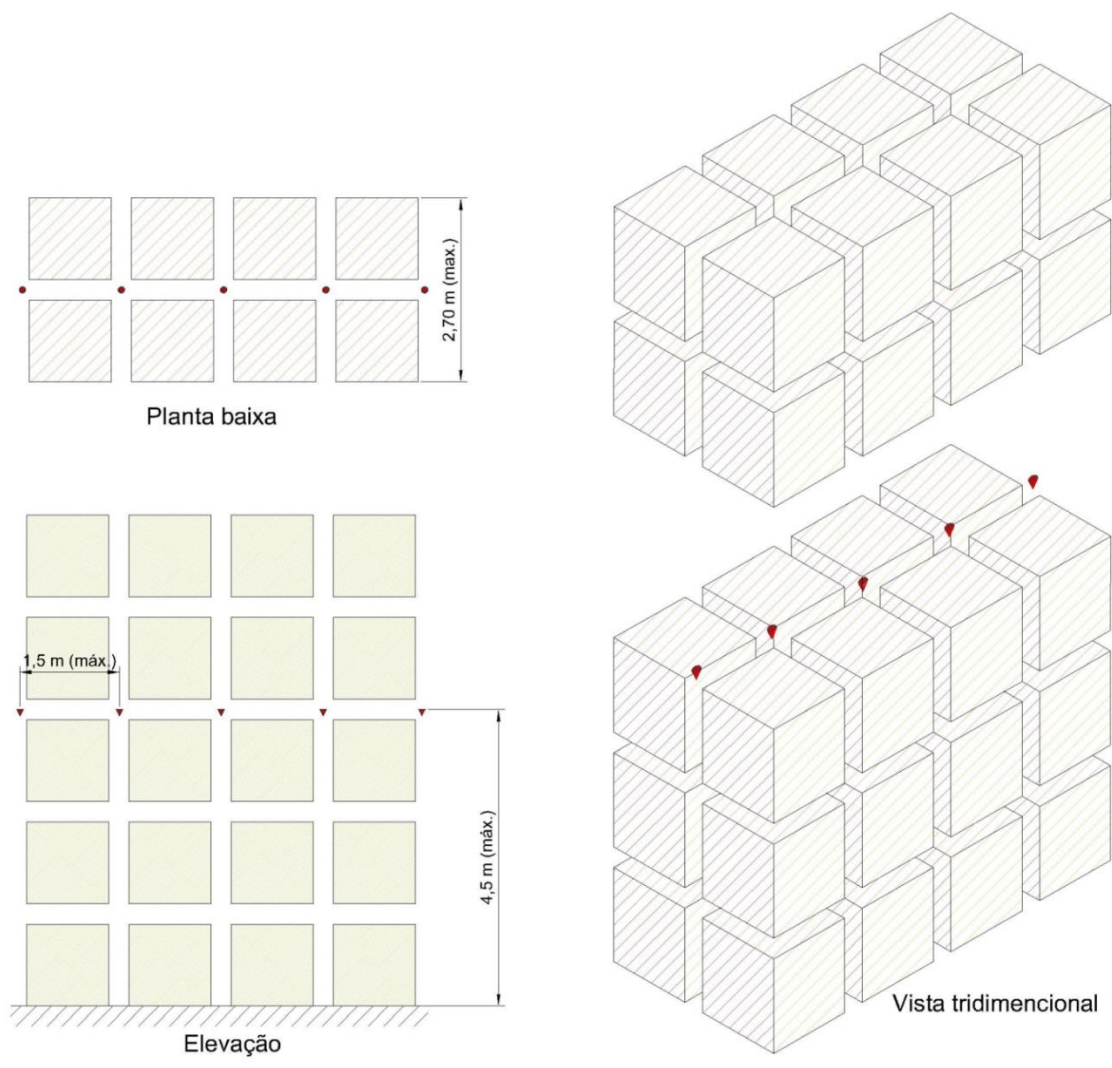 2,70 m (max.)
Planta baixa
1,5 m (máx.)
4,5 m (máx.)
Elevação
Vista tridimencional